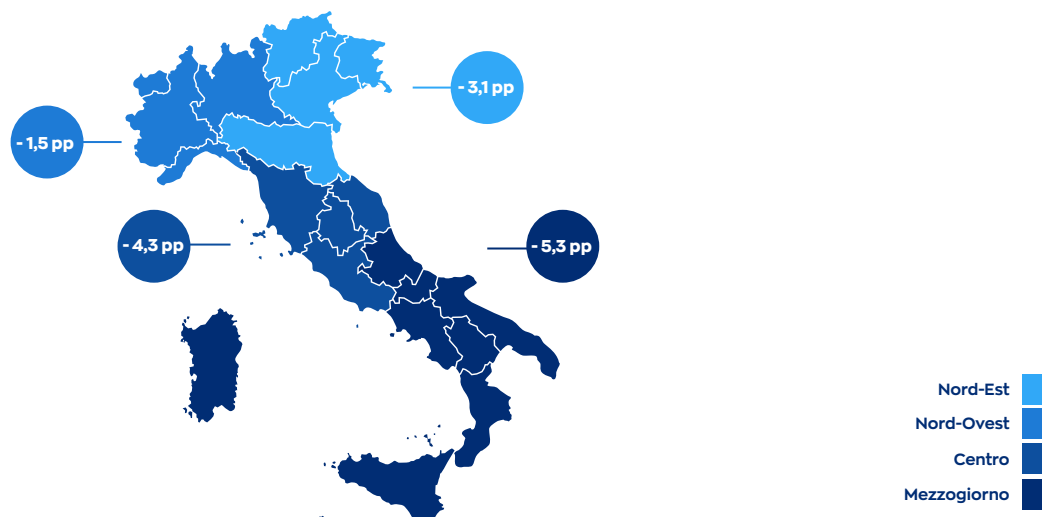 - 3,1 pp
- 1,5 pp
- 4,3 pp
- 5,3 pp
Nord-Est
Nord-Ovest
Centro
Mezzogiorno